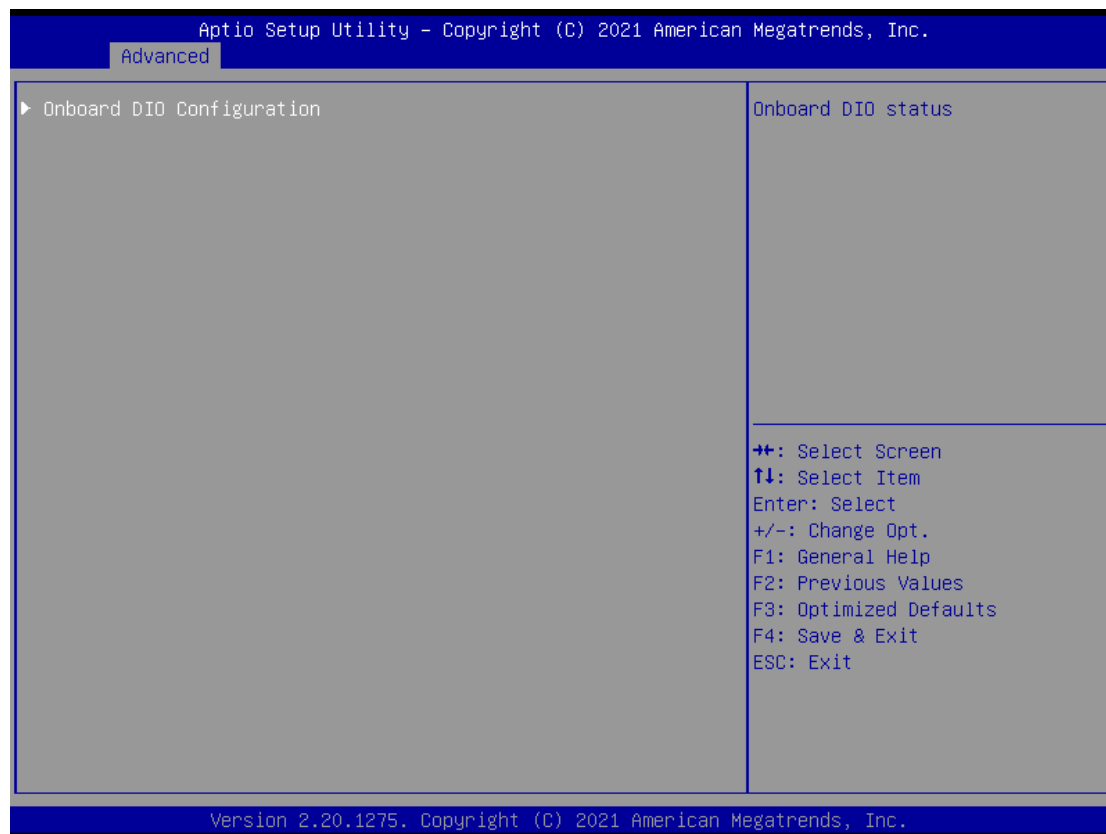 Aptio Setup Utility – Copyright (C) 2021 American Megatrends, Inc.
Advanced
▶ Onboard DIO Configuration
Onboard DIO status
→←: Select Screen
↑↓: Select Item
Enter: Select
+/-: Change Opt.
F1: General Help
F2: Previous Values
F3: Optimized Defaults
F4: Save & Exit
ESC: Exit
Version 2.20.1275. Copyright (C) 2021 American Megatrends, Inc.